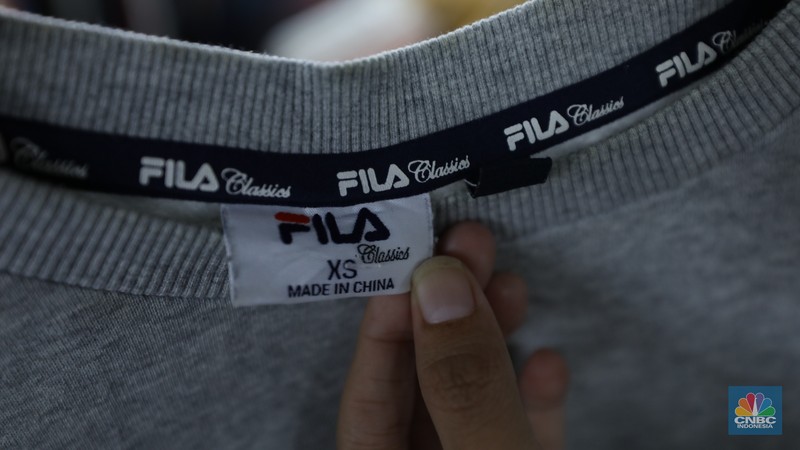 FILA Classics
FILA Classics
FILA Classics
FILA
Classics
FILA
Classics
XS
MADE IN CHINA
CNBC
INDONESIA